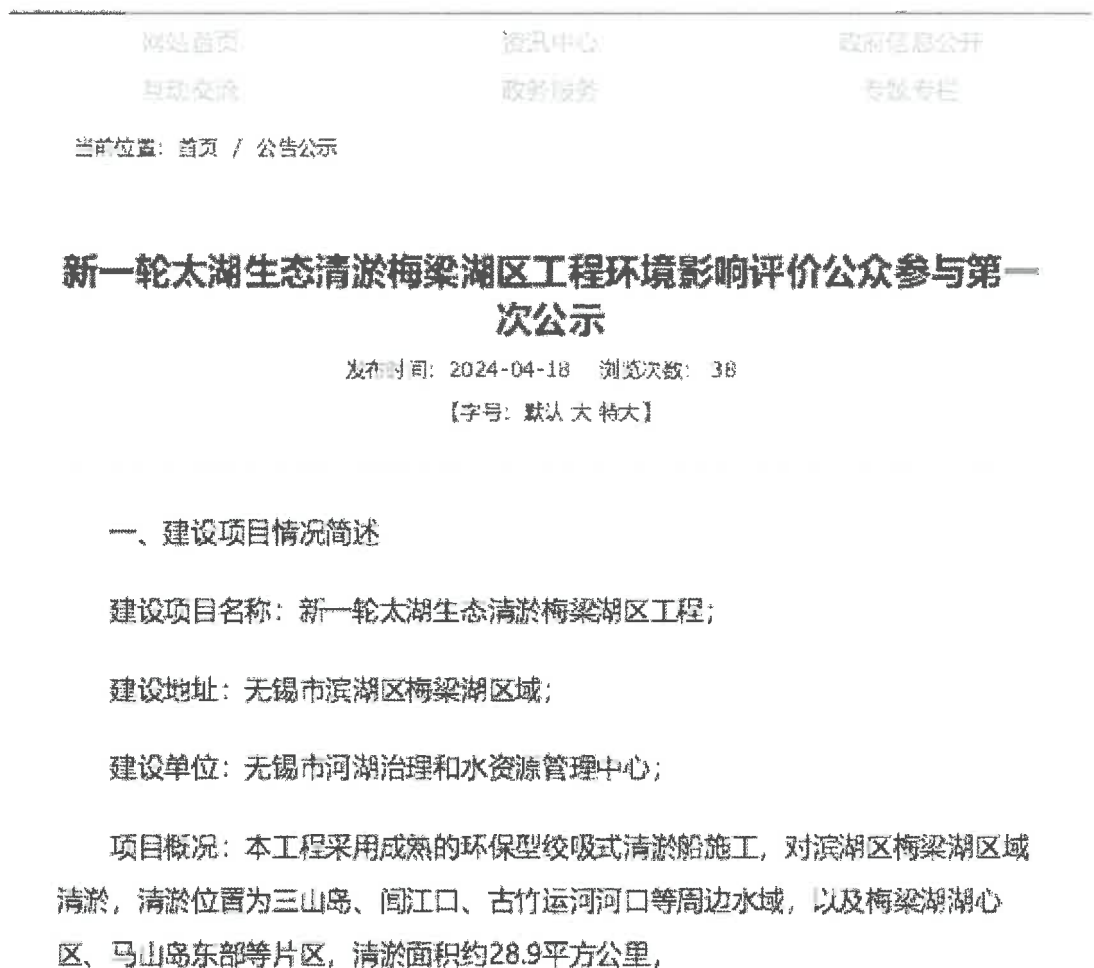 网站首页 资讯中心 政府信息公开
互动交流 政务服务 专题专栏
当前位置：首页 / 公告公示
新一轮太湖生态清淤梅梁湖区工程环境影响评价公众参与第一
次公示
发布时间：2024-04-18 浏览次数：38
【字号：默认 大 特大】
一、建设项目情况简述
建设项目名称：新一轮太湖生态清淤梅梁湖区工程；
建设地址：无锡市滨湖区梅梁湖区域；
建设单位：无锡市河湖治理和水资源管理中心；
项目概况：本工程采用成熟的环保型绞吸式清淤船施工，对滨湖区梅梁湖区域
清淤，清淤位置为三山岛、闾江口、古竹运河河口等周边水域，以及梅梁湖湖心
区、马山岛东部等片区，清淤面积约28.9平方公里，